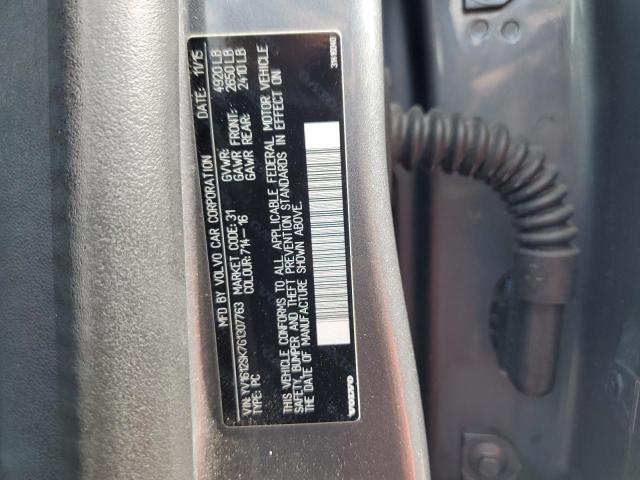 MFD BY VOLVO CAR CORPORATION DATE: 11/15
VIN: YV1612SK7G1307763 MARKET CODE: 31 GVWR: 4920 LB
TYPE: PC COLOUR: 714-16 GAWR FRONT: 2650 LB
GAWR REAR: 2410 LB
THIS VEHICLE CONFORMS TO ALL APPLICABLE FEDERAL MOTOR VEHICLE
SAFETY, BUMPER AND THEFT PREVENTION STANDARDS IN EFFECT ON
THE DATE OF MANUFACTURE SHOWN ABOVE.
VOLVO